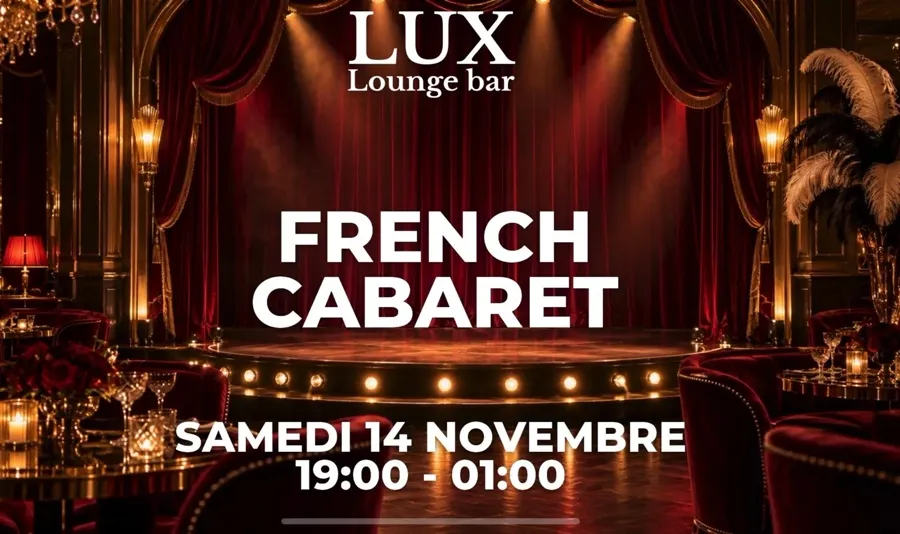 LUX
Lounge bar
FRENCH
CABARET
SAMEDI 14 NOVEMBRE
19:00 - 01:00